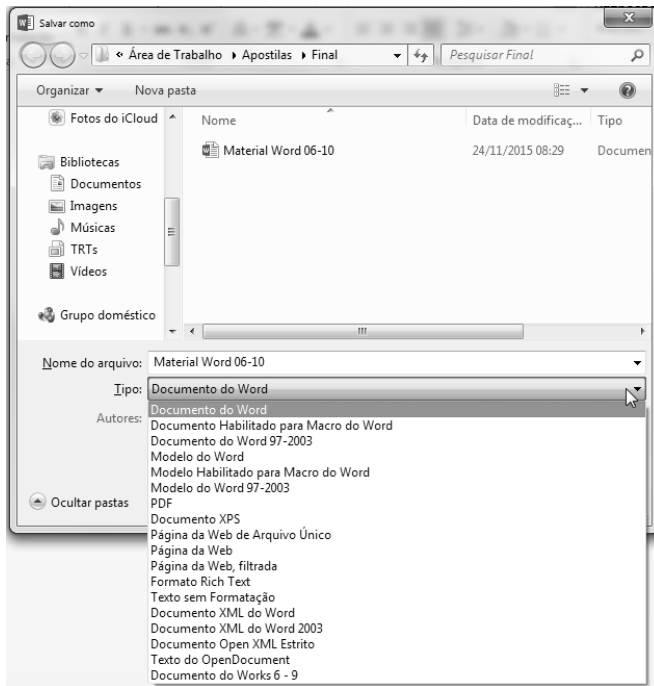 Salvar como
« Área de Trabalho Apostilas Final
Pesquisar Final
Organizar
Nova pasta
Fotos do iCloud
Bibliotecas
Documentos
Imagens
Músicas
TRTs
Vídeos
Grupo doméstico
Nome
Data de modificaç...
Tipo
Material Word 06-10
24/11/2015 08:29
Documen
Nome do arquivo: Material Word 06-10
Tipo: Documento do Word
Autores:
Documento do Word
Documento Habilitado para Macro do Word
Documento do Word 97-2003
Modelo do Word
Modelo Habilitado para Macro do Word
Modelo do Word 97-2003
PDF
Documento XPS
Página da Web de Arquivo Único
Página da Web
Página da Web, filtrada
Formato Rich Text
Texto sem Formatação
Documento XML do Word
Documento XML do Word 2003
Documento Open XML Estrito
Texto do OpenDocument
Documento do Works 6 - 9
Ocultar pastas